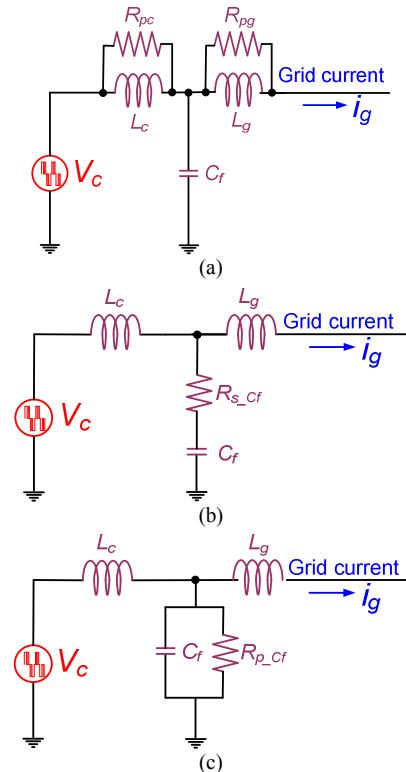 R_pc
R_pg
Grid current
i_g
L_c
L_g
V_c
C_f
(a)
L_c
L_g
Grid current
i_g
R_s_Cf
V_c
C_f
(b)
L_c
L_g
Grid current
i_g
C_f
R_p_Cf
V_c
(c)